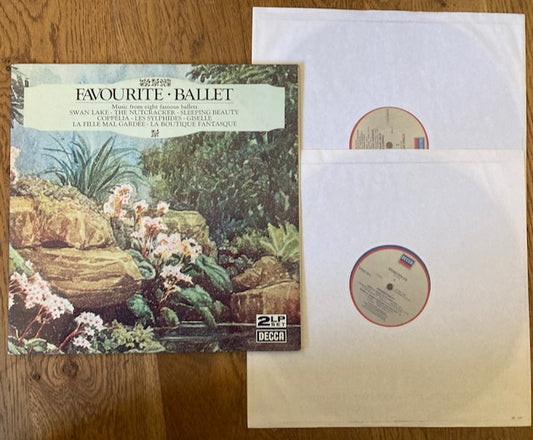 FAVOURITE · BALLET
Music from eight famous ballets
SWAN LAKE · THE NUTCRACKER · SLEEPING BEAUTY
COPPELIA · LES SYLPHIDES · GISELLE
LA FILLE MAL GARDEE · LA BOUTIQUE FANTASQUE
2LP
SET
DECCA
DECCA